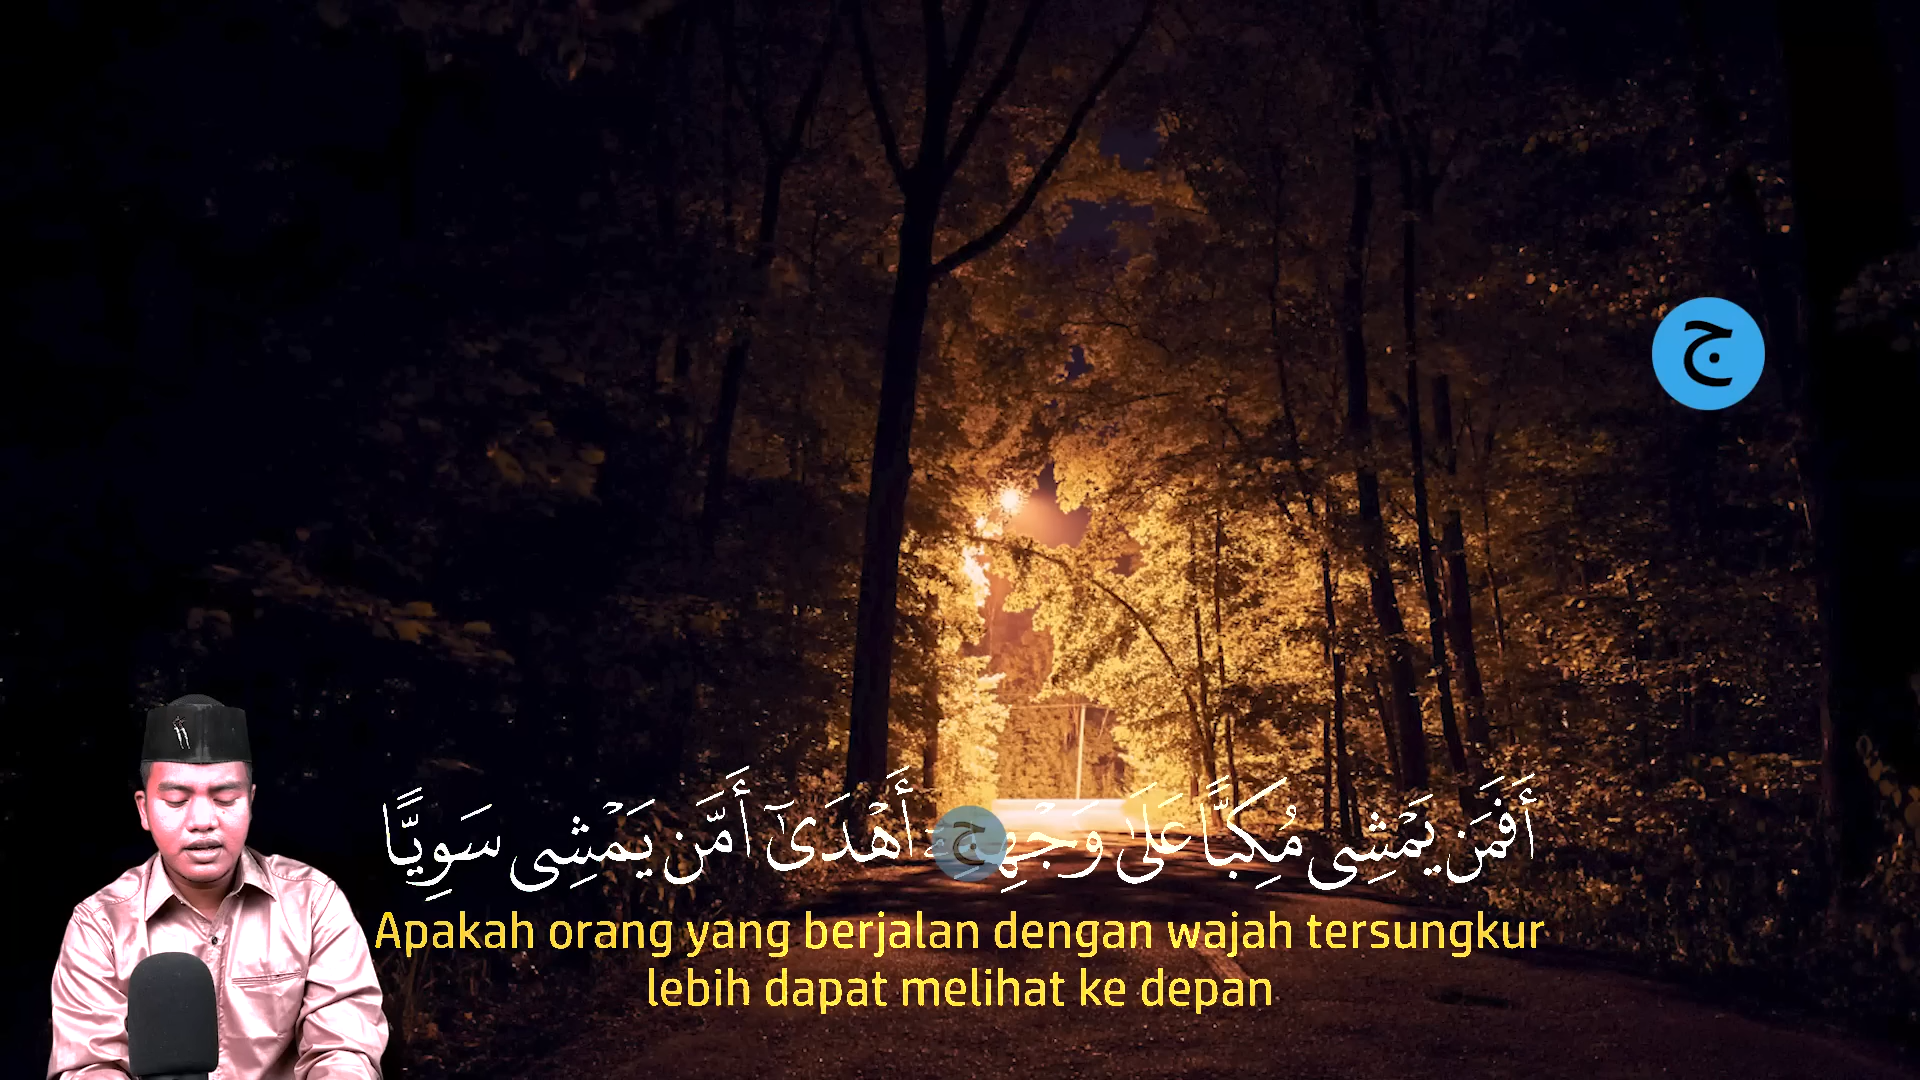 ج
أَفَمَن يَمْشِى مُكِبًّا عَلَىٰ وَجْهِهِۦٓ أَهْدَىٰٓ أَمَّن يَمْشِى سَوِيًّا
ج
Apakah orang yang berjalan dengan wajah tersungkur
lebih dapat melihat ke depan